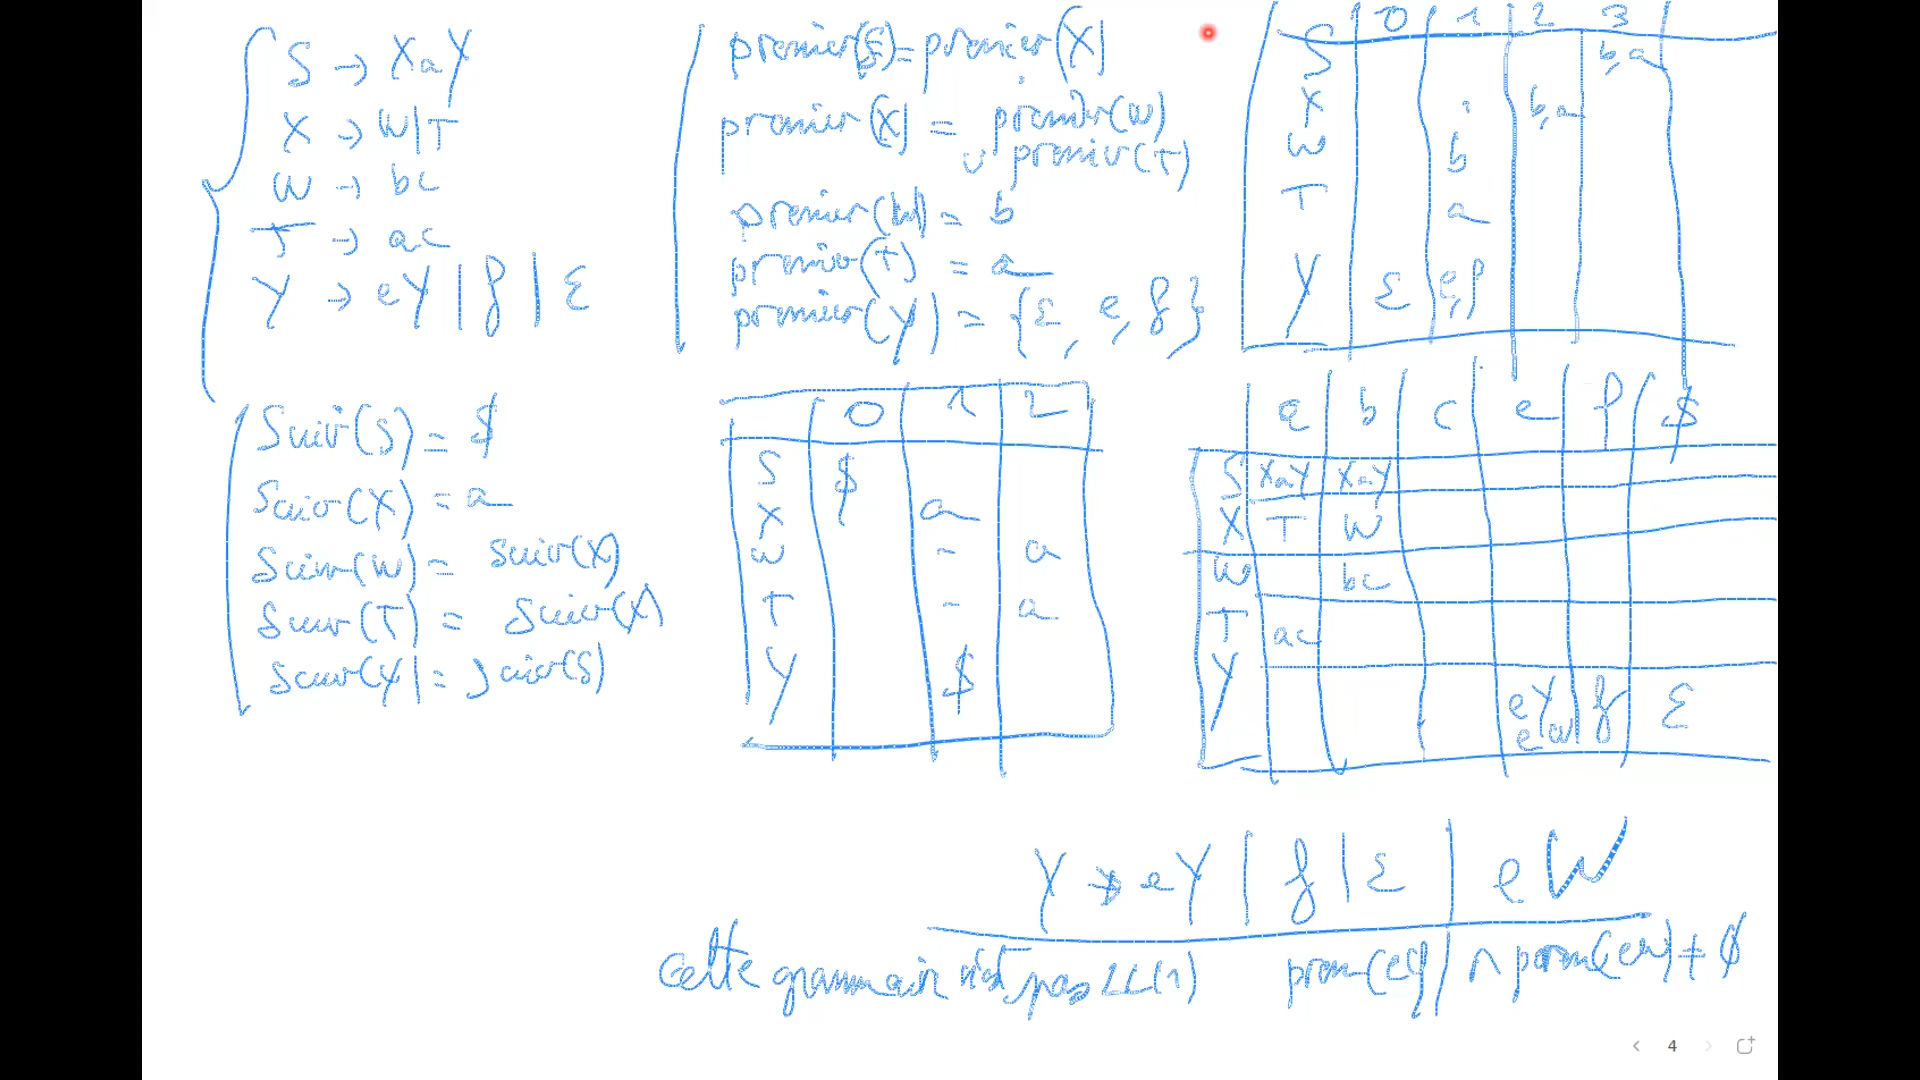 S → XaY
X → W|T
W → bc
T → ac
Y → eY | f | ε
premier(S) = premier(X)
premier(X) = premier(W)
∪ premier(T)
premier(W) = b
premier(T) = a
premier(Y) = {ε, e, f}
0 1 2 3
S b,a
X b,a
W b
T a
Y ε e,f
Suiv(S) = $
Suiv(X) = a
Suiv(W) = Suiv(X)
Suiv(T) = Suiv(X)
Suiv(Y) = Suiv(S)
0 1 2
S $
X a
W - a
T - a
Y $
a b c e f $
S XaY XaY
X T W
W bc
T ac
Y eY f ε
eW
Y → eY | f | ε | eW
Cette grammaire n'est pas LL(1) prem(eY) ∩ prem(eW) ≠ ∅
4